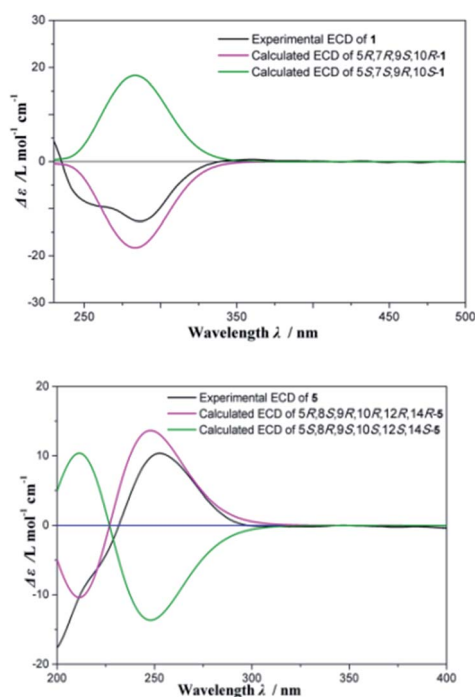 Experimental ECD of 1
Calculated ECD of 5R,7R,9S,10R-1
Calculated ECD of 5S,7S,9R,10S-1
Δε /L mol⁻¹ cm⁻¹
30
20
10
0
-10
-20
-30
250 300 350 400 450 500
Wavelength λ / nm
Experimental ECD of 5
Calculated ECD of 5R,8S,9R,10R,12R,14R-5
Calculated ECD of 5S,8R,9S,10S,12S,14S-5
Δε /L mol⁻¹ cm⁻¹
20
10
0
-10
-20
200 250 300 350 400
Wavelength λ / nm